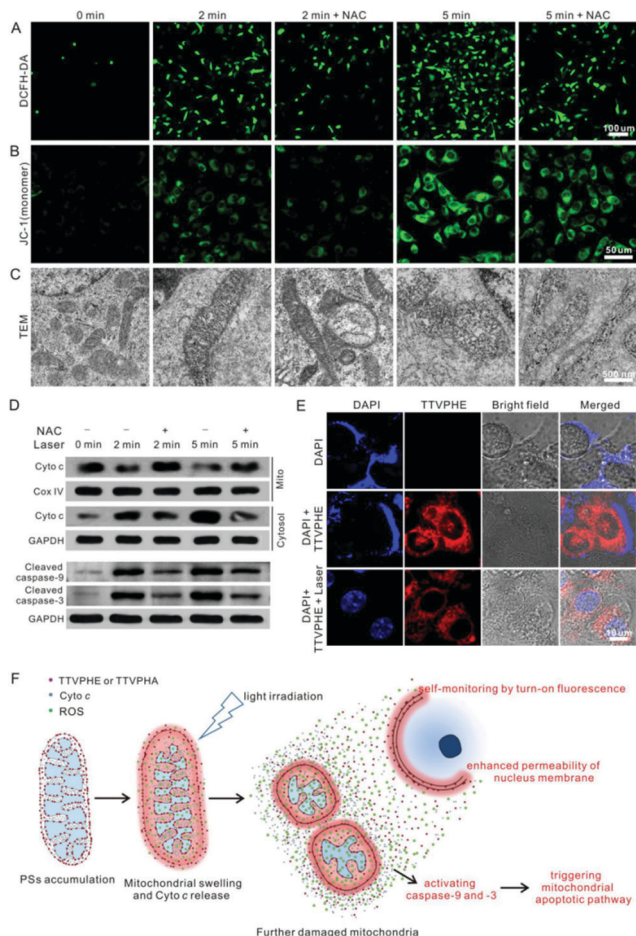 0 min 2 min 2 min + NAC 5 min 5 min + NAC
A
DCFH-DA
100 um
B
JC-1(monomer)
50 um
C
TEM
500 nm
D
NAC – – + – +
Laser 0 min 2 min 2 min 5 min 5 min
Cyto c
Cox IV
Mito
Cyto c
GAPDH
Cytosol
Cleaved
caspase-9
Cleaved
caspase-3
GAPDH
E
DAPI TTVPHE Bright field Merged
DAPI
DAPI +
TTVPHE
DAPI+
TTVPHE + Laser
10 um
F
TTVPHE or TTVPHA
Cyto c
ROS
light irradiation
self-monitoring by turn-on fluorescence
enhanced permeability of
nucleus membrane
PSs accumulation
Mitochondrial swelling
and Cyto c release
Further damaged mitochondria
activating
caspase-9 and -3
triggering
mitochondrial
apoptotic pathway